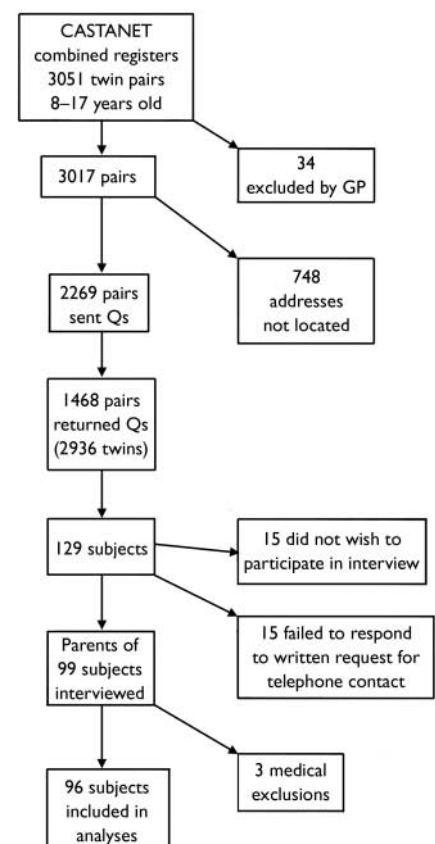 CASTANET
combined registers
3051 twin pairs
8–17 years old
34
excluded by GP
3017 pairs
748
addresses
not located
2269 pairs
sent Qs
1468 pairs
returned Qs
(2936 twins)
129 subjects
15 did not wish to
participate in interview
15 failed to respond
to written request for
telephone contact
Parents of
99 subjects
interviewed
3 medical
exclusions
96 subjects
included in
analyses